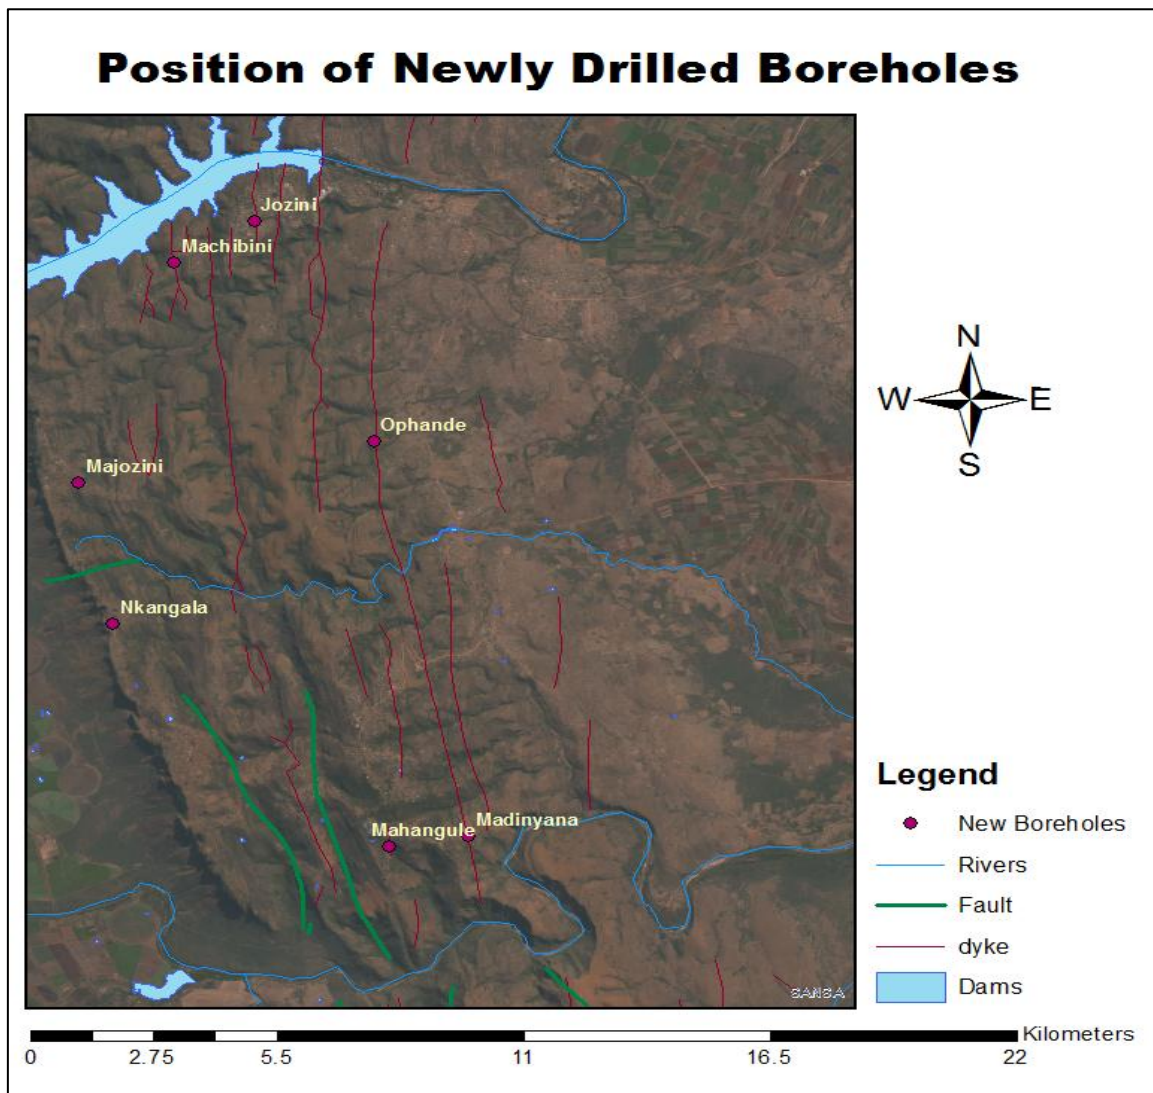 Position of Newly Drilled Boreholes
Jozini
Machibini
Ophande
Majozini
Nkangala
Madinyana
Mahangule
SANSA
N
W E
S
Legend
New Boreholes
Rivers
Fault
dyke
Dams
Kilometers
0 2.75 5.5 11 16.5 22